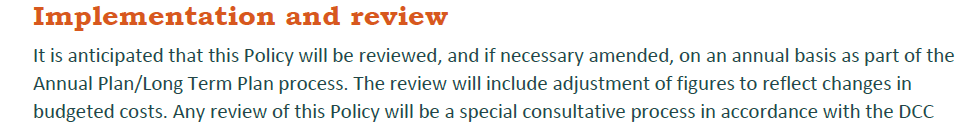 Implementation and review
It is anticipated that this Policy will be reviewed, and if necessary amended, on an annual basis as part of the
Annual Plan/Long Term Plan process. The review will include adjustment of figures to reflect changes in
budgeted costs. Any review of this Policy will be a special consultative process in accordance with the DCC